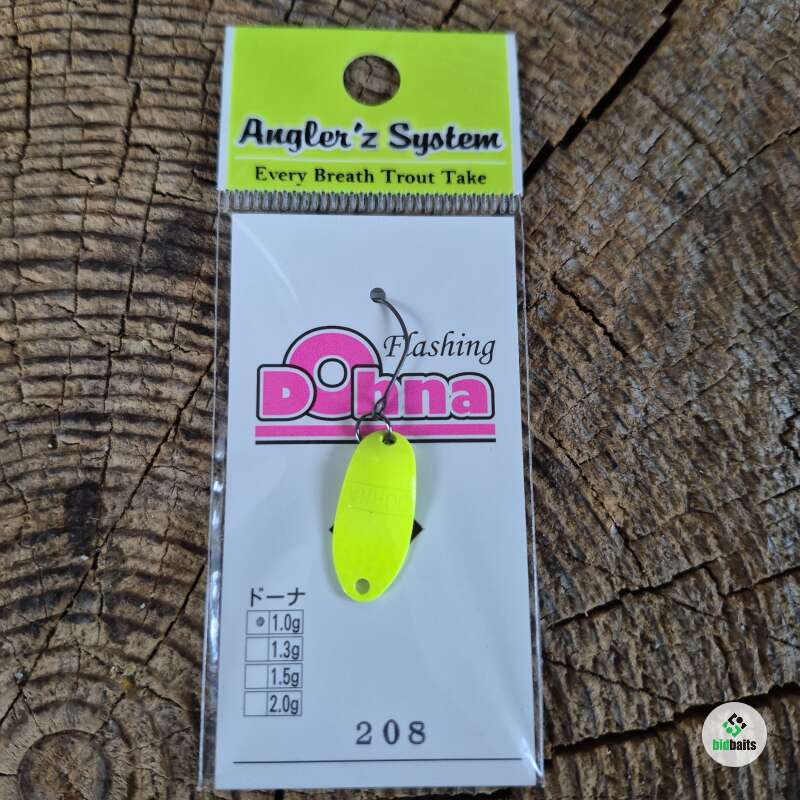 Angler'z System
Every Breath Trout Take
Flashing
DOhna
DOHNA
ドーナ
1.0g
1.3g
1.5g
2.0g
208
bidbaits